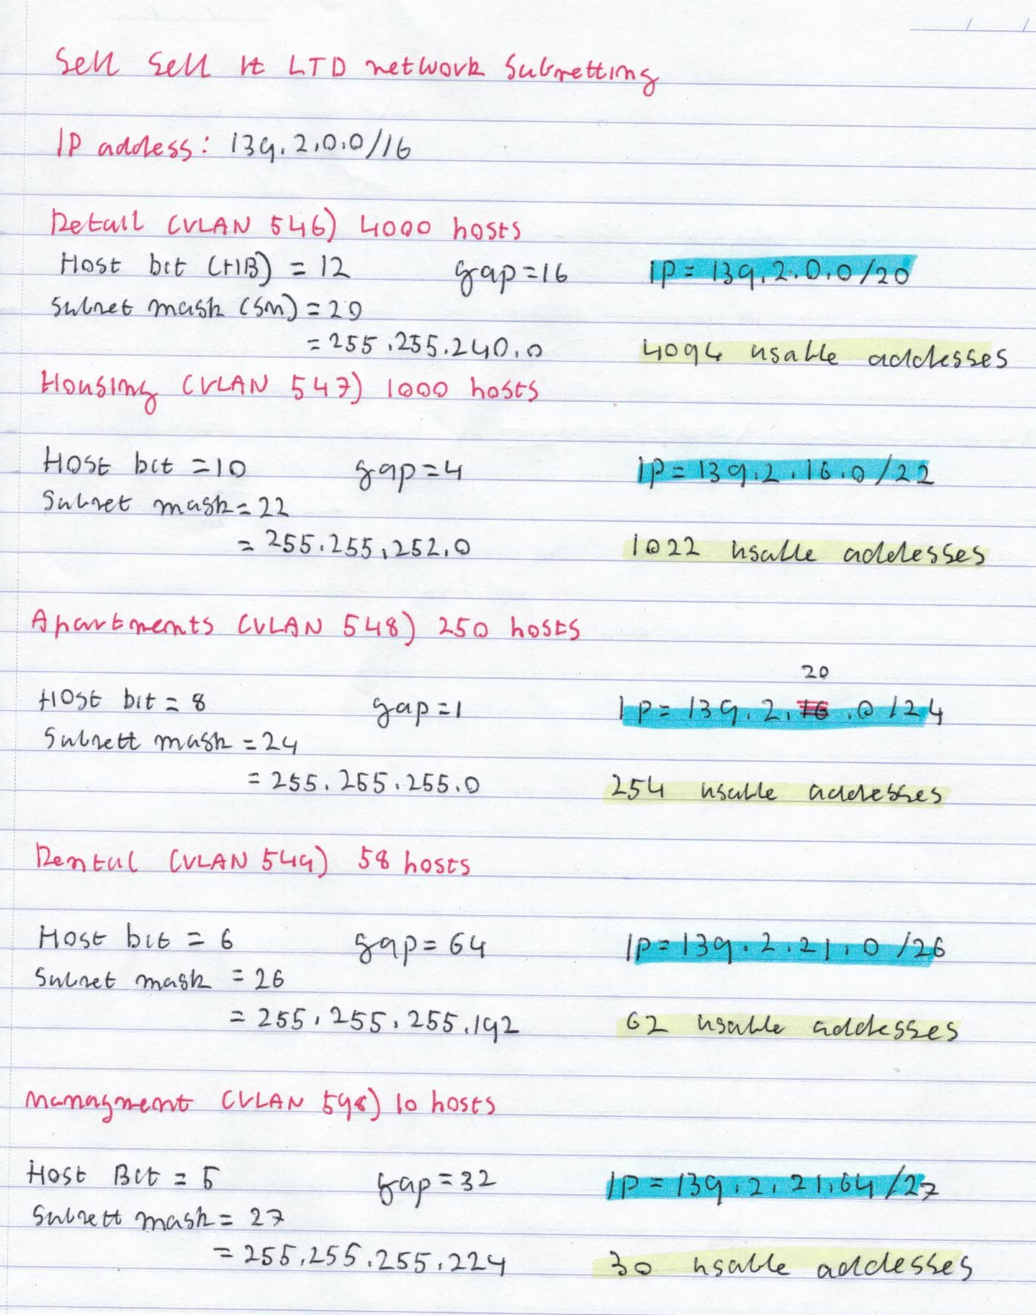 Sell Sell It LTD network Subnetting
IP address: 139.2.0.0/16
Retail (VLAN 546) 4000 hosts
Host bit (HB) = 12 gap=16 IP= 139.2.0.0/20
Subnet mask (SM) = 20
= 255.255.240.0 4094 usable addresses
Housing (VLAN 547) 1000 hosts
Host bit =10 gap=4 IP= 139.2.16.0/22
Subnet mask= 22
= 255.255.252.0 1022 usable addresses
Apartments (VLAN 548) 250 hosts
20
Host bit = 8 gap=1 IP= 139.2.16.0/24
Subnett mask = 24
= 255.255.255.0 254 usable addresses
Rental (VLAN 549) 58 hosts
Host bit = 6 gap= 64 IP=139.2.21.0/26
Subnet mask = 26
= 255.255.255.192 62 usable addresses
Managment (VLAN 598) 10 hosts
Host Bit = 5 gap=32 IP=139.2.21.64/27
Subnett mask= 27
= 255.255.255.224 30 usable addesses